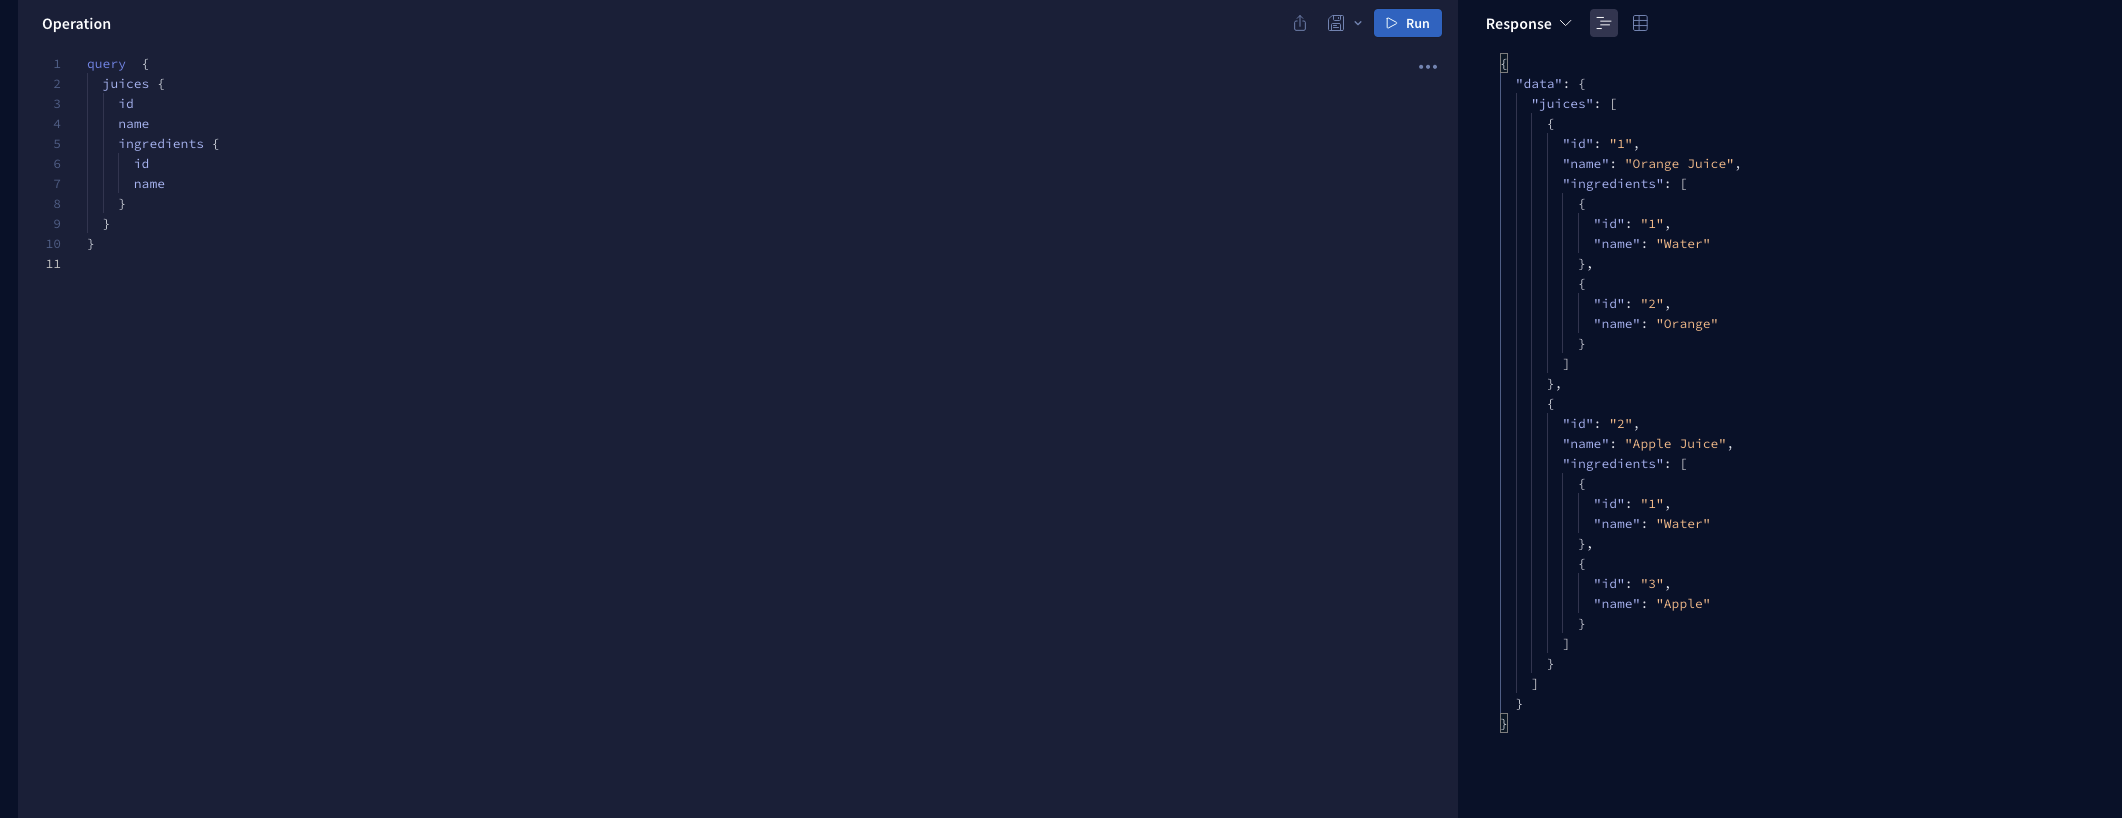 Operation
Run
1 query  {
2 juices {
3 id
4 name
5 ingredients {
6 id
7 name
8 }
9 }
10 }
11
Response
{
"data": {
"juices": [
{
"id": "1",
"name": "Orange Juice",
"ingredients": [
{
"id": "1",
"name": "Water"
},
{
"id": "2",
"name": "Orange"
}
]
},
{
"id": "2",
"name": "Apple Juice",
"ingredients": [
{
"id": "1",
"name": "Water"
},
{
"id": "3",
"name": "Apple"
}
]
}
]
}
}